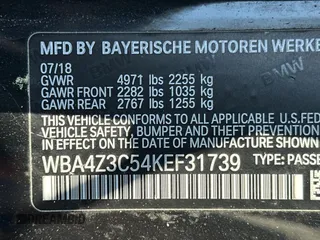 MFD BY BAYERISCHE MOTOREN WERKE
07/18
GVWR 4971 lbs 2255 kg
GAWR FRONT 2282 lbs 1035 kg
GAWR REAR 2767 lbs 1255 kg
THIS VEHICLE CONFORMS TO ALL APPLICABLE U.S. FED
SAFETY, BUMPER, AND THEFT PREVENTION STANDARDS
IN EFFECT ON THE DATE OF MANUFACTURE SHOWN ABOVE.
WBA4Z3C54KEF31739 TYPE: PASSE